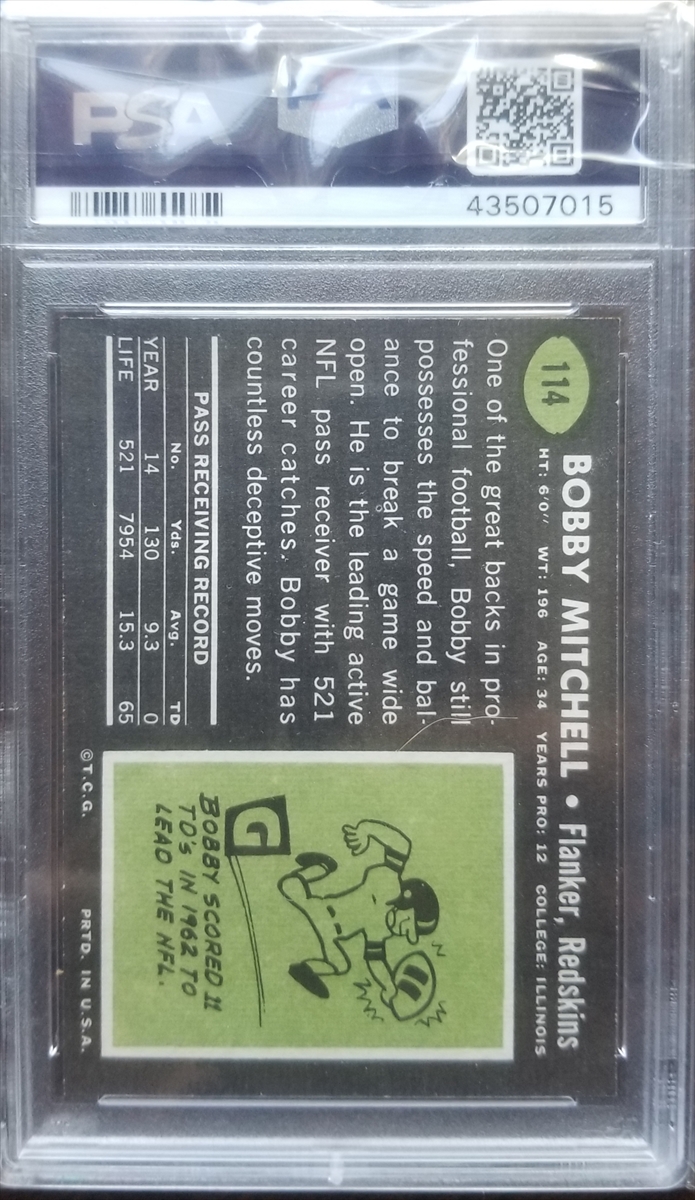 PSA
PSA
43507015
114
BOBBY MITCHELL • Flanker, Redskins
HT: 6'0" WT: 196 AGE: 34 YEARS PRO: 12 COLLEGE: ILLINOIS
One of the great backs in pro-
fessional football, Bobby still
possesses the speed and bal-
ance to break a game wide
open. He is the leading active
NFL pass receiver with 521
career catches. Bobby has
countless deceptive moves.
PASS RECEIVING RECORD
No. Yds. Avg. TD
YEAR 14 130 9.3 0
LIFE 521 7954 15.3 65
G
BOBBY SCORED 11
TD'S IN 1962 TO
LEAD THE NFL.
©T.C.G. PRTD. IN U.S.A.